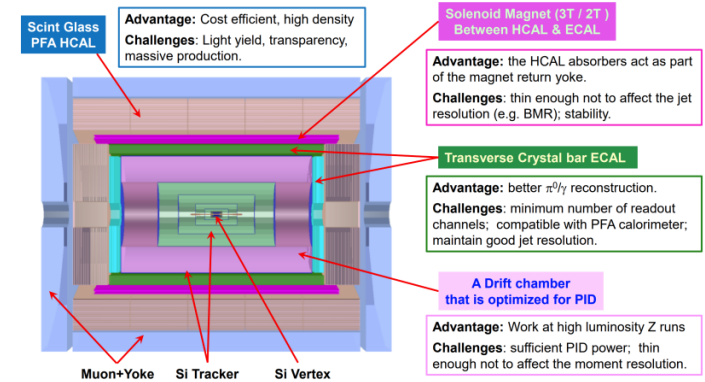 Scint Glass
PFA HCAL
Advantage: Cost efficient, high density
Challenges: Light yield, transparency,
massive production.
Solenoid Magnet (3T / 2T )
Between HCAL & ECAL
Advantage: the HCAL absorbers act as part
of the magnet return yoke.
Challenges: thin enough not to affect the jet
resolution (e.g. BMR); stability.
Transverse Crystal bar ECAL
Advantage: better π⁰/γ reconstruction.
Challenges: minimum number of readout
channels; compatible with PFA calorimeter;
maintain good jet resolution.
A Drift chamber
that is optimized for PID
Advantage: Work at high luminosity Z runs
Challenges: sufficient PID power; thin
enough not to affect the moment resolution.
Muon+Yoke Si Tracker Si Vertex